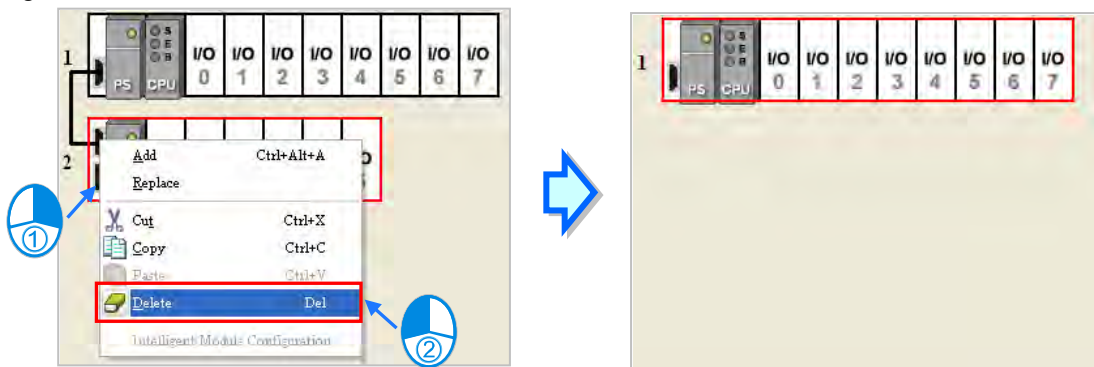 S
E
B
1
PS CPU
I/O I/O I/O I/O I/O I/O I/O I/O
0 1 2 3 4 5 6 7
2
Add Ctrl+Alt+A
Replace
Cut Ctrl+X
Copy Ctrl+C
Paste Ctrl+V
Delete Del
Intelligent Module Configuration
1
2
S
E
B
1
PS CPU
I/O I/O I/O I/O I/O I/O I/O I/O
0 1 2 3 4 5 6 7